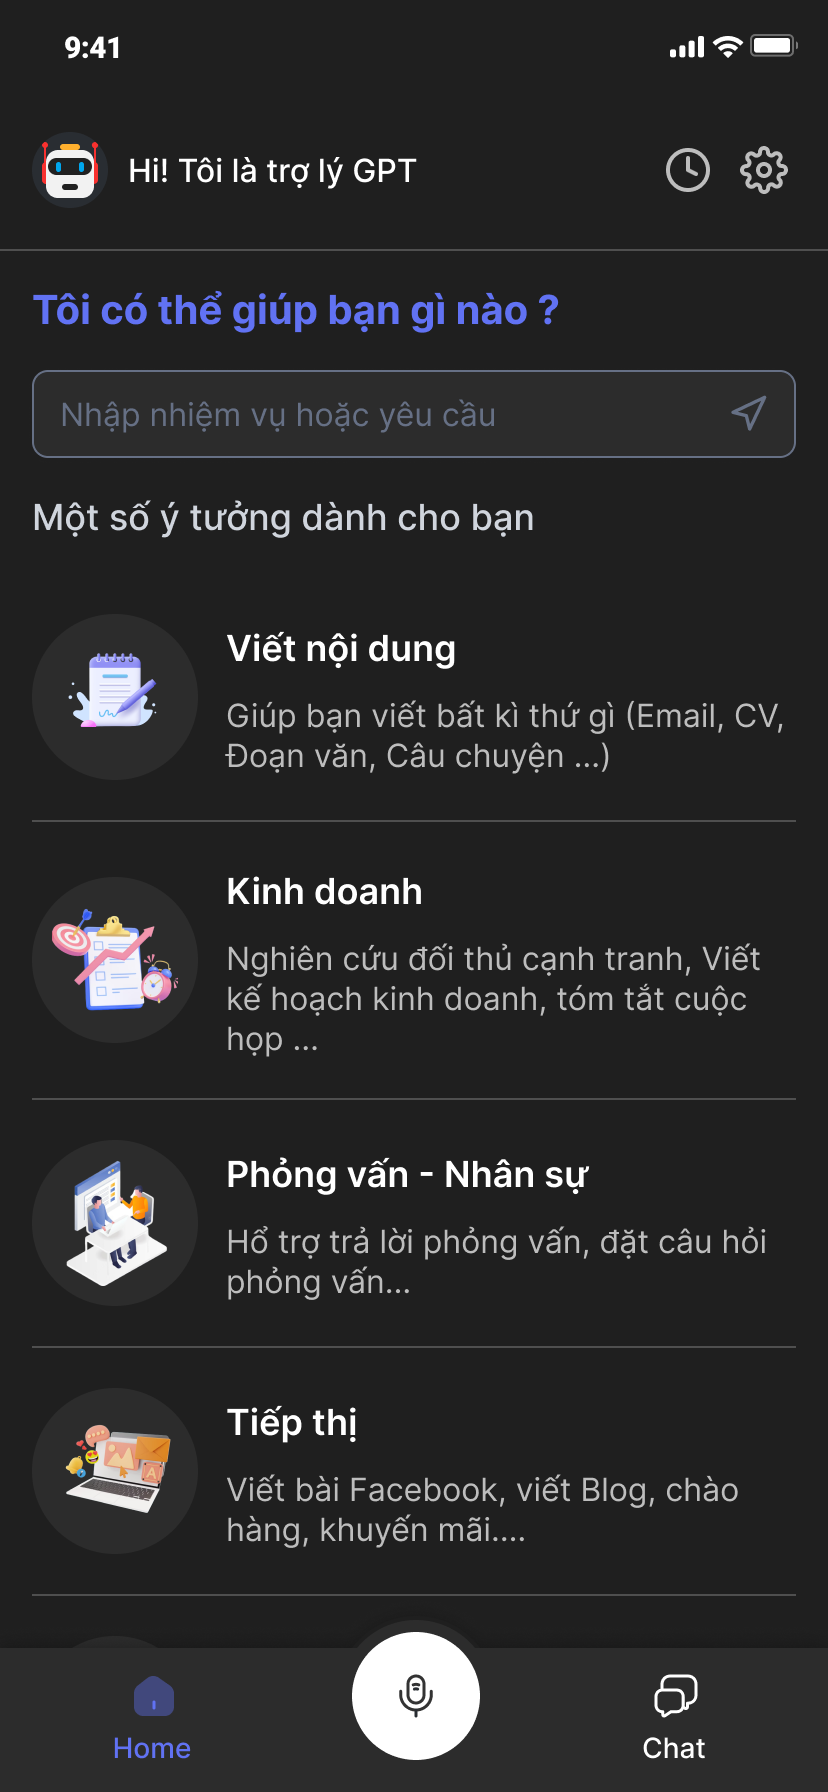 9:41
Hi! Tôi là trợ lý GPT
Tôi có thể giúp bạn gì nào ?
Nhập nhiệm vụ hoặc yêu cầu
Một số ý tưởng dành cho bạn
Viết nội dung
Giúp bạn viết bất kì thứ gì (Email, CV,
Đoạn văn, Câu chuyện ...)
Kinh doanh
Nghiên cứu đối thủ cạnh tranh, Viết
kế hoạch kinh doanh, tóm tắt cuộc
họp ...
Phỏng vấn - Nhân sự
Hổ trợ trả lời phỏng vấn, đặt câu hỏi
phỏng vấn...
Tiếp thị
Viết bài Facebook, viết Blog, chào
hàng, khuyến mãi....
Home
Chat